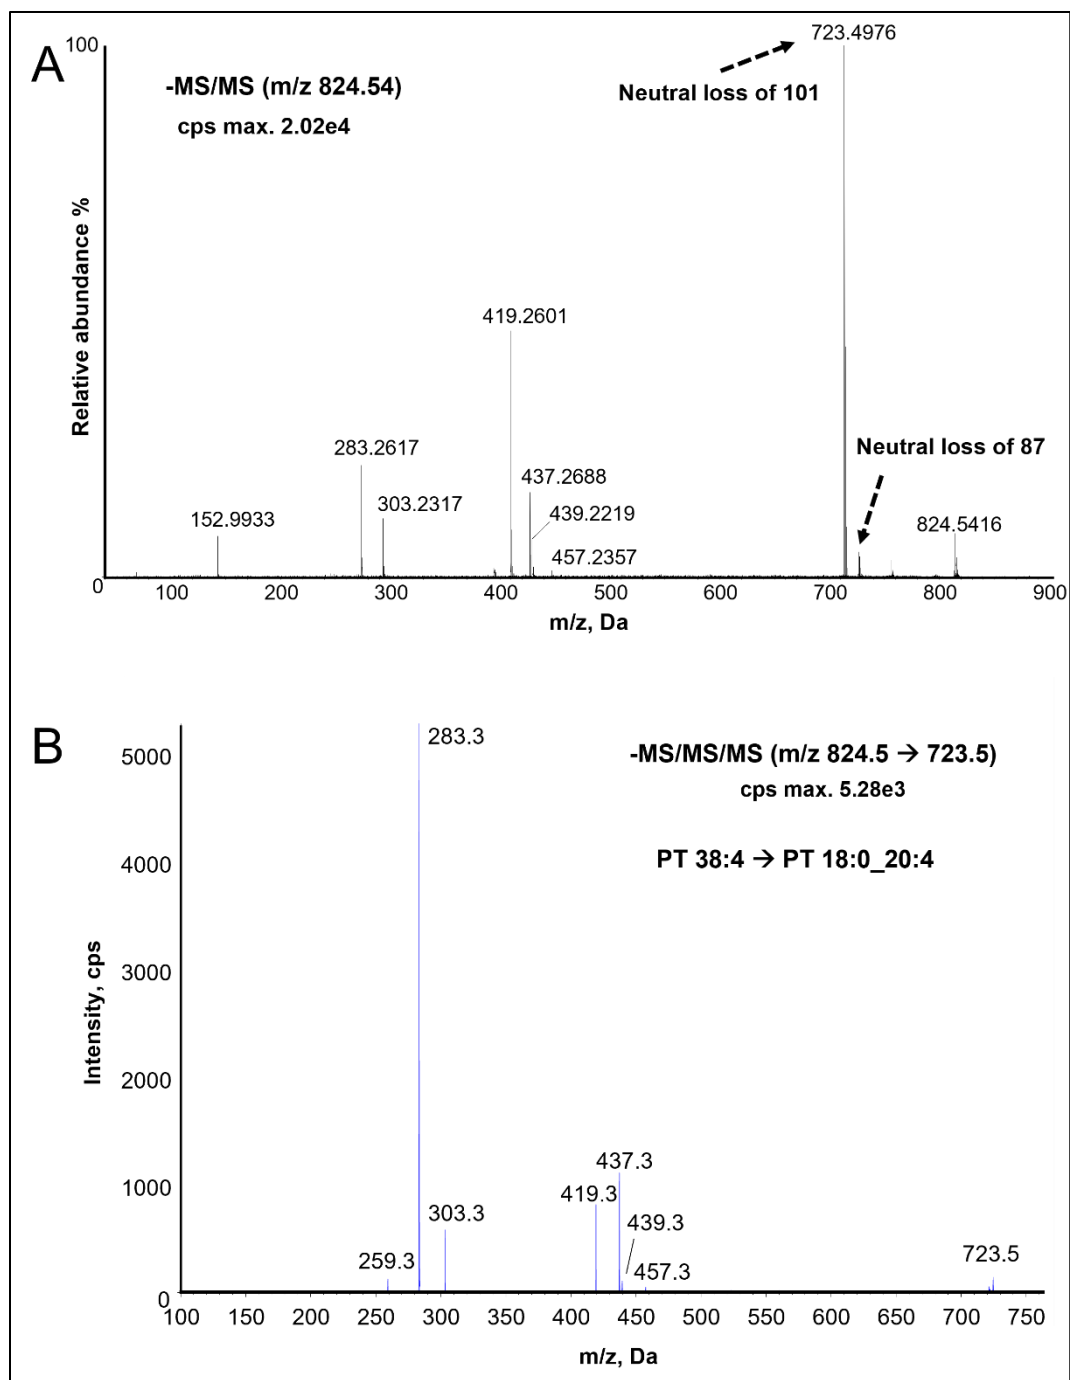 A
100
723.4976
-MS/MS (m/z 824.54)
Neutral loss of 101
cps max. 2.02e4
Relative abundance %
419.2601
283.2617
Neutral loss of 87
437.2688
303.2317
439.2219
152.9933
824.5416
457.2357
0
100 200 300 400 500 600 700 800 900
m/z, Da
B
283.3
-MS/MS/MS (m/z 824.5 → 723.5)
5000
cps max. 5.28e3
PT 38:4 → PT 18:0_20:4
4000
Intensity, cps
3000
2000
437.3
1000
419.3
303.3
439.3
723.5
259.3
457.3
0
100 150 200 250 300 350 400 450 500 550 600 650 700 750
m/z, Da